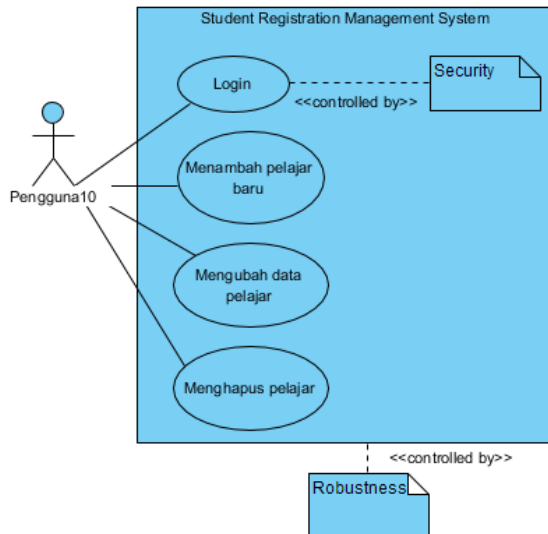 Student Registration Management System
Login
Security
<<controlled by>>
Pengguna10
Menambah pelajar
baru
Mengubah data
pelajar
Menghapus pelajar
<<controlled by>>
Robustness